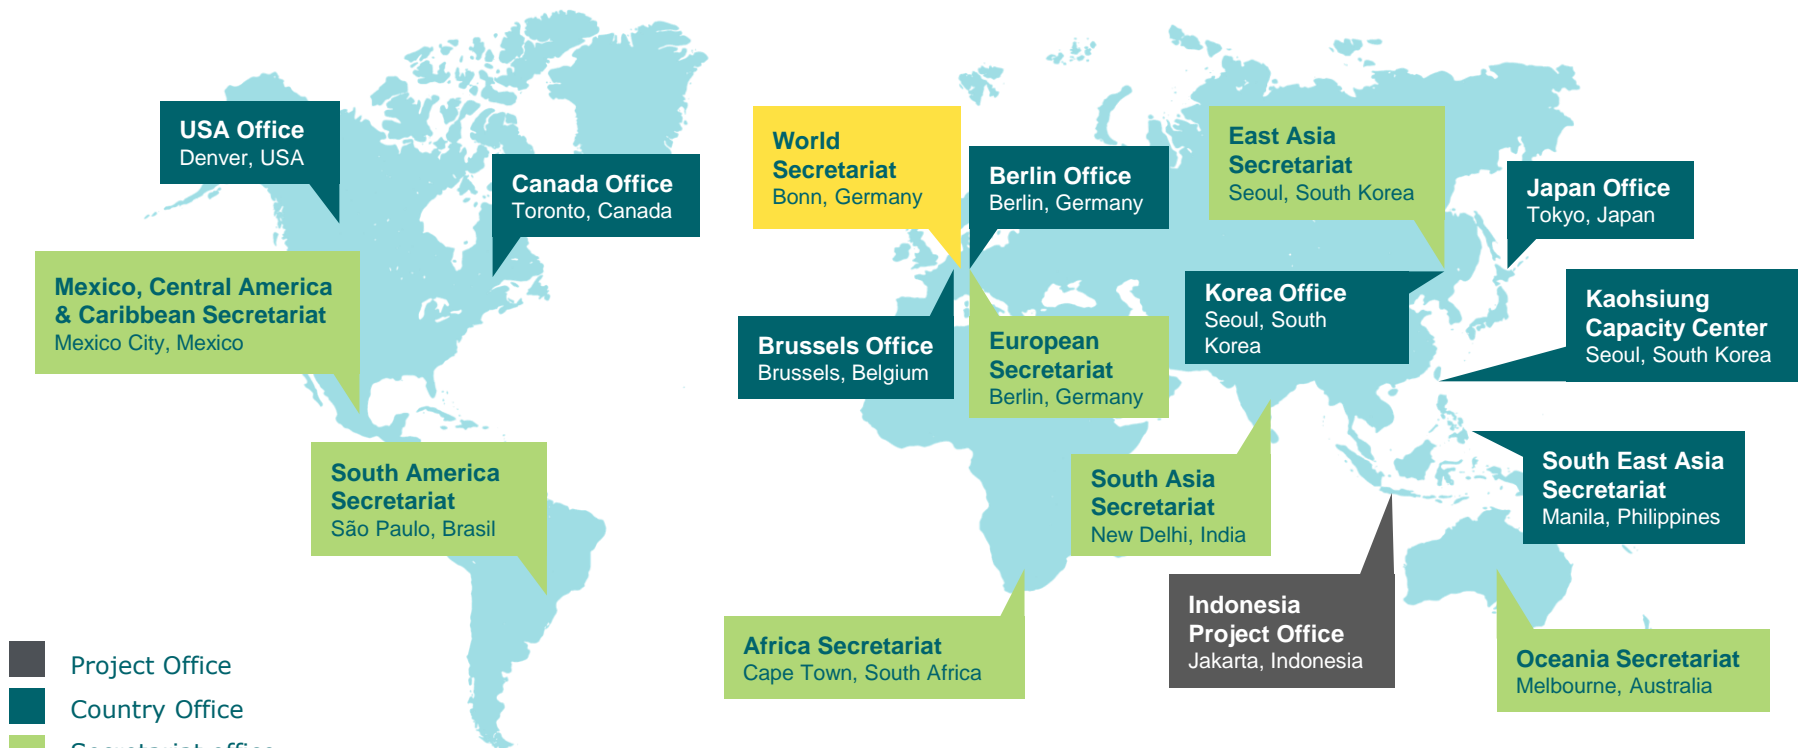 USA Office
Denver, USA
Canada Office
Toronto, Canada
Mexico, Central America
& Caribbean Secretariat
Mexico City, Mexico
South America
Secretariat
São Paulo, Brasil
World
Secretariat
Bonn, Germany
Berlin Office
Berlin, Germany
East Asia
Secretariat
Seoul, South Korea
Japan Office
Tokyo, Japan
Brussels Office
Brussels, Belgium
European
Secretariat
Berlin, Germany
Korea Office
Seoul, South
Korea
Kaohsiung
Capacity Center
Seoul, South Korea
South Asia
Secretariat
New Delhi, India
South East Asia
Secretariat
Manila, Philippines
Africa Secretariat
Cape Town, South Africa
Indonesia
Project Office
Jakarta, Indonesia
Oceania Secretariat
Melbourne, Australia
Project Office
Country Office
Secretariat office